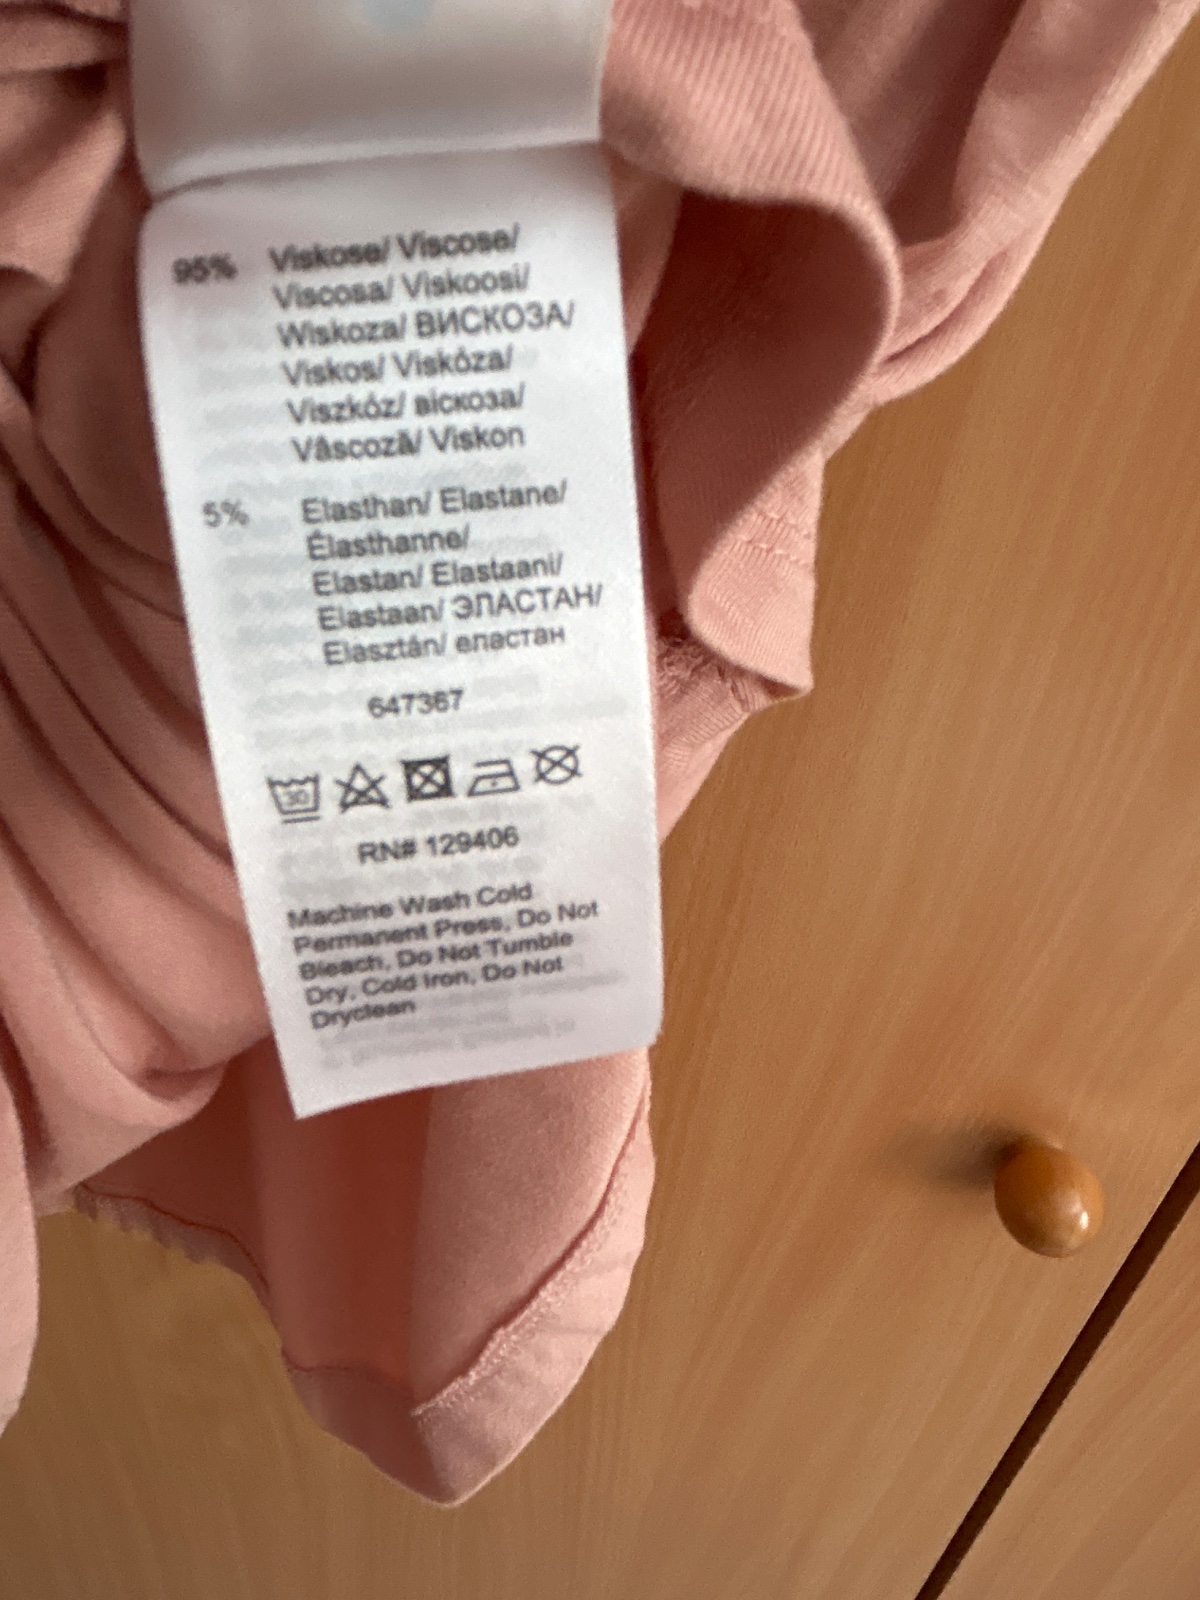 95% Viskose/ Viscose/
Viscosa/ Viskoosi/
Wiskoza/ ВИСКОЗА/
Viskos/ Viskóza/
Viszkóz/ віскоза/
Vâscoză/ Viskon
5% Elasthan/ Elastane/
Élasthanne/
Elastan/ Elastaani/
Elastaan/ ЭЛАСТАН/
Elasztán/ еластан
647367
30
RN# 129406
Machine Wash Cold
Permanent Press, Do Not
Bleach, Do Not Tumble
Dry, Cold Iron, Do Not
Dryclean